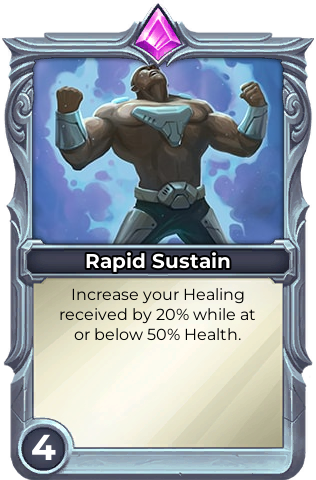 Rapid Sustain
Increase your Healing
received by 20% while at
or below 50% Health.
4